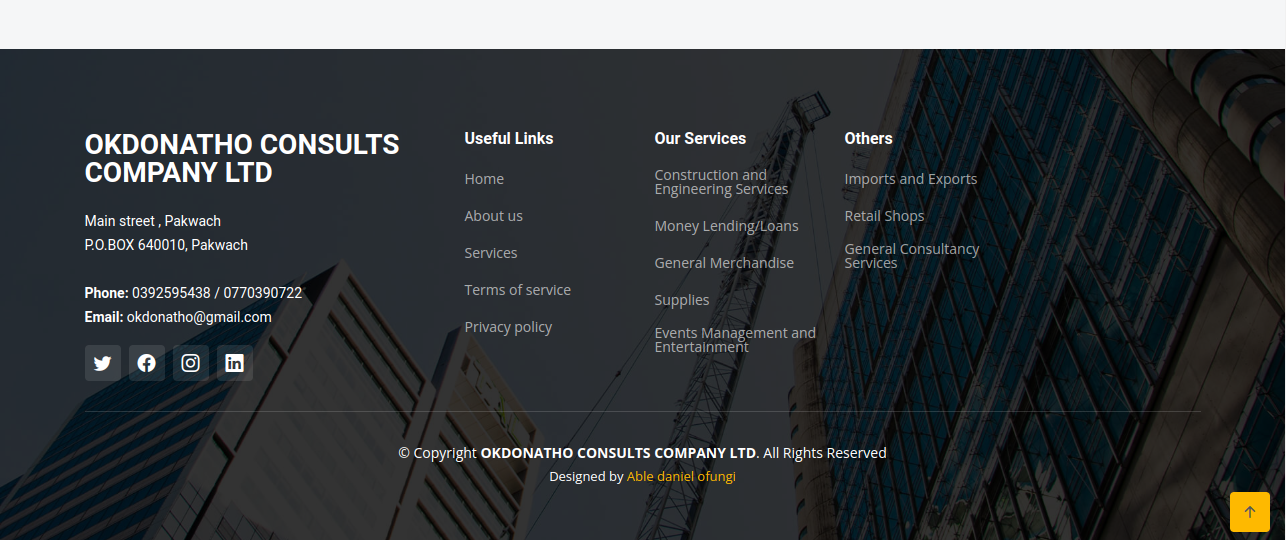 OKDONATHO CONSULTS
COMPANY LTD
Main street , Pakwach
P.O.BOX 640010, Pakwach
Phone: 0392595438 / 0770390722
Email: okdonatho@gmail.com
Useful Links
Home
About us
Services
Terms of service
Privacy policy
Our Services
Construction and
Engineering Services
Money Lending/Loans
General Merchandise
Supplies
Events Management and
Entertainment
Others
Imports and Exports
Retail Shops
General Consultancy
Services
© Copyright OKDONATHO CONSULTS COMPANY LTD. All Rights Reserved
Designed by Able daniel ofungi